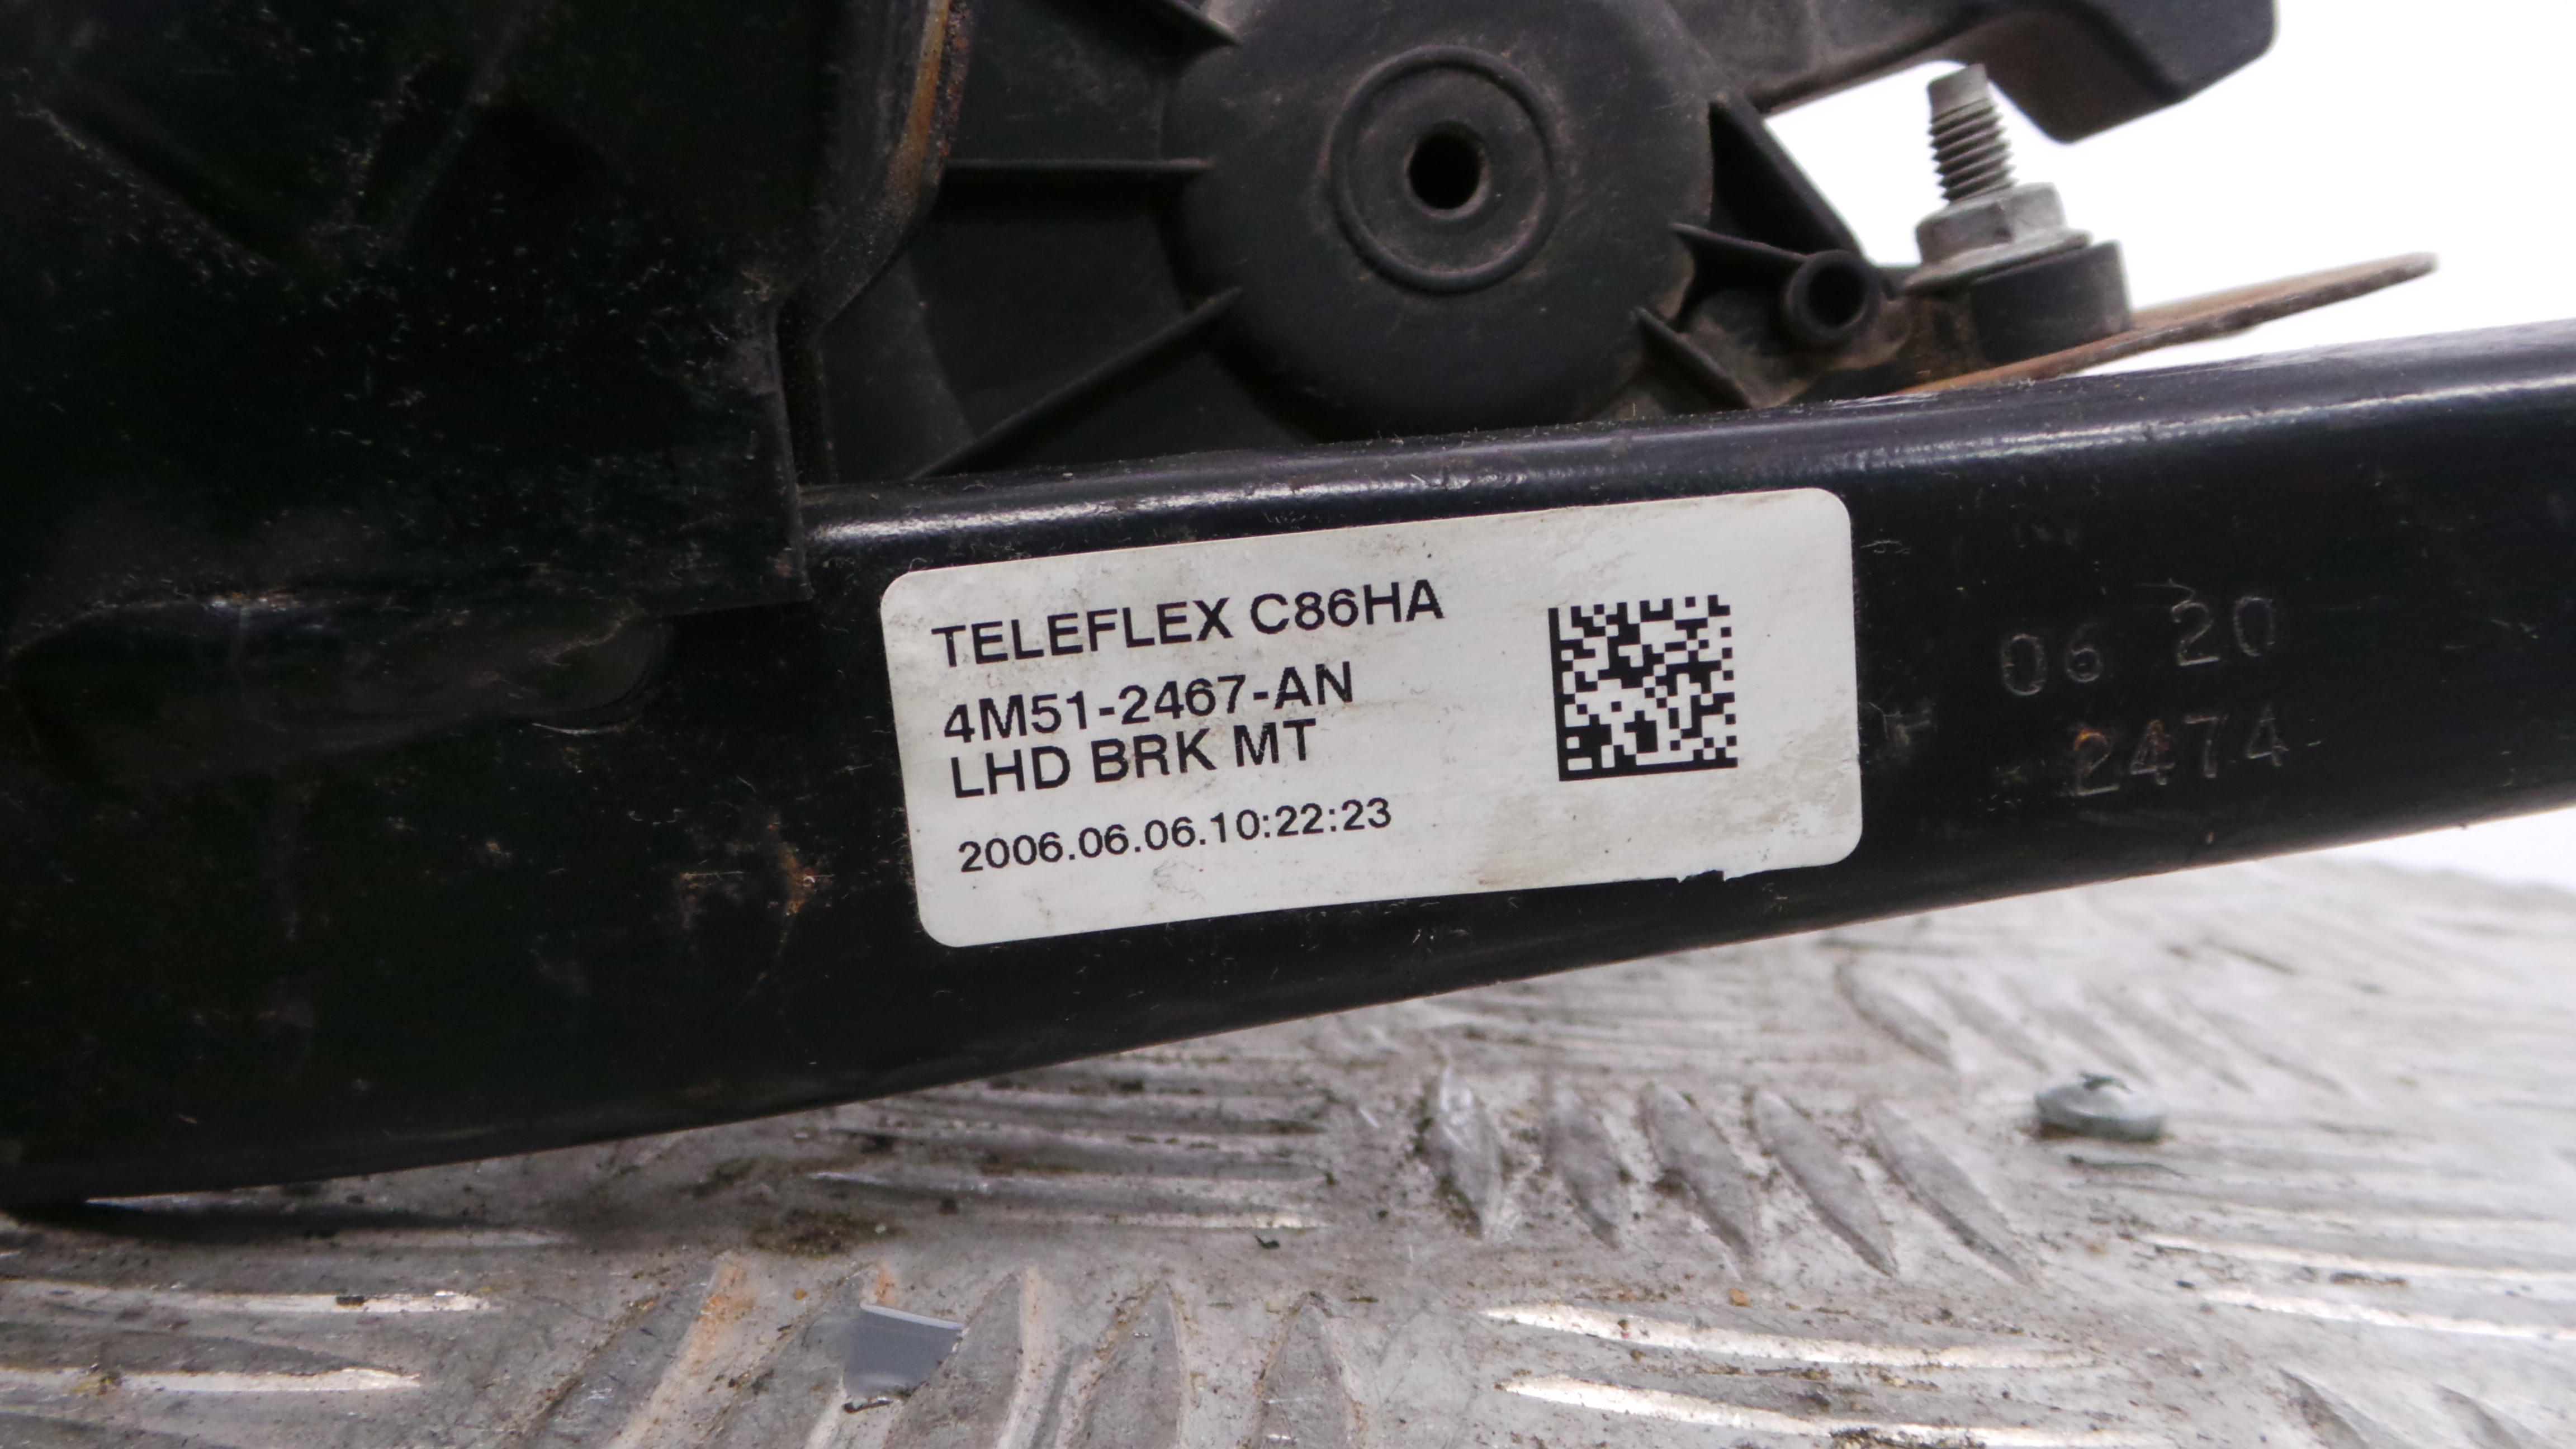 TELEFLEX C86HA
4M51-2467-AN
LHD BRK MT
2006.06.06.10:22:23
06 20
2474